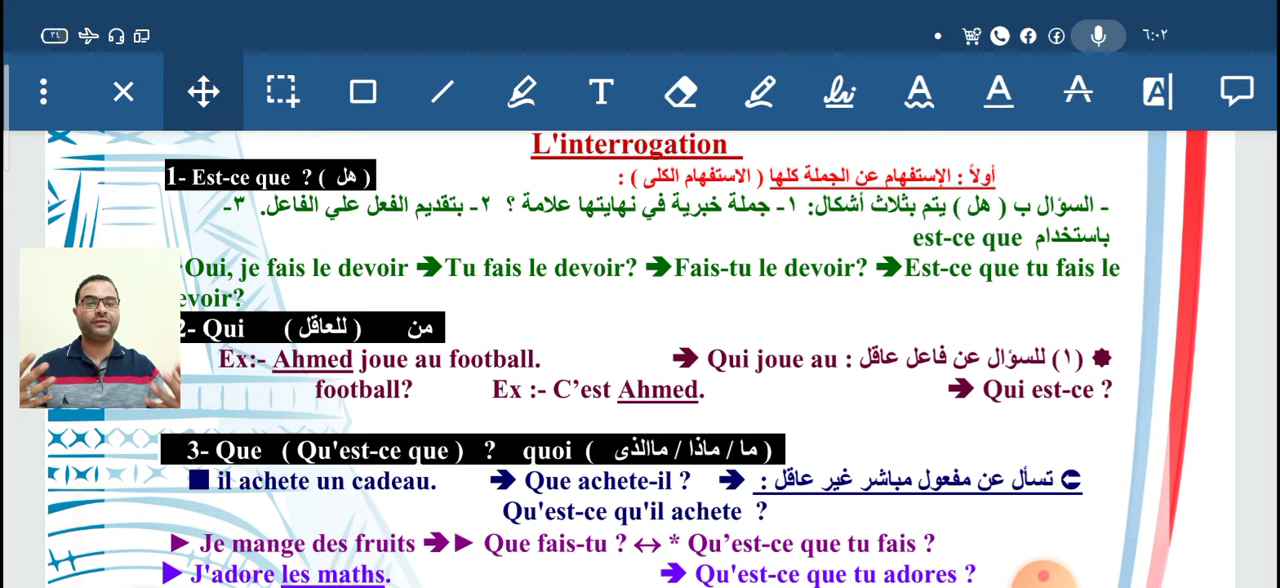 ٣٤
٦:٠٢
T
L'interrogation
أولاً : الإستفهام عن الجملة كلها ( الاستفهام الكلى ) :
1- Est-ce que ? ( هل )
- السؤال ب ( هل ) يتم بثلاث أشكال: ١- جملة خبرية في نهايتها علامة ؟ ٢- بتقديم الفعل علي الفاعل. ٣-
باستخدام est-ce que
Oui, je fais le devoir ➔Tu fais le devoir? ➔Fais-tu le devoir? ➔Est-ce que tu fais le
evoir?
2- Qui ( للعاقل ) من
Ex:- Ahmed joue au football. ➔ Qui joue au : للسؤال عن فاعل عاقل (١)
football? Ex :- C’est Ahmed. ➔ Qui est-ce ?
3- Que ( Qu'est-ce que ) ? quoi ( ما / ماذا / ماالذى )
■ il achete un cadeau. ➔ Que achete-il ? ➔ تسأل عن مفعول مباشر غير عاقل :
Qu'est-ce qu'il achete ?
► Je mange des fruits ➔► Que fais-tu ? ↔ * Qu’est-ce que tu fais ?
► J'adore les maths. ➔ Qu'est-ce que tu adores ?